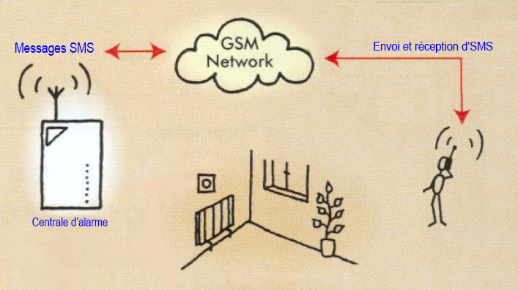 Messages SMS
GSM
Network
Envoi et réception d'SMS
Centrale d'alarme